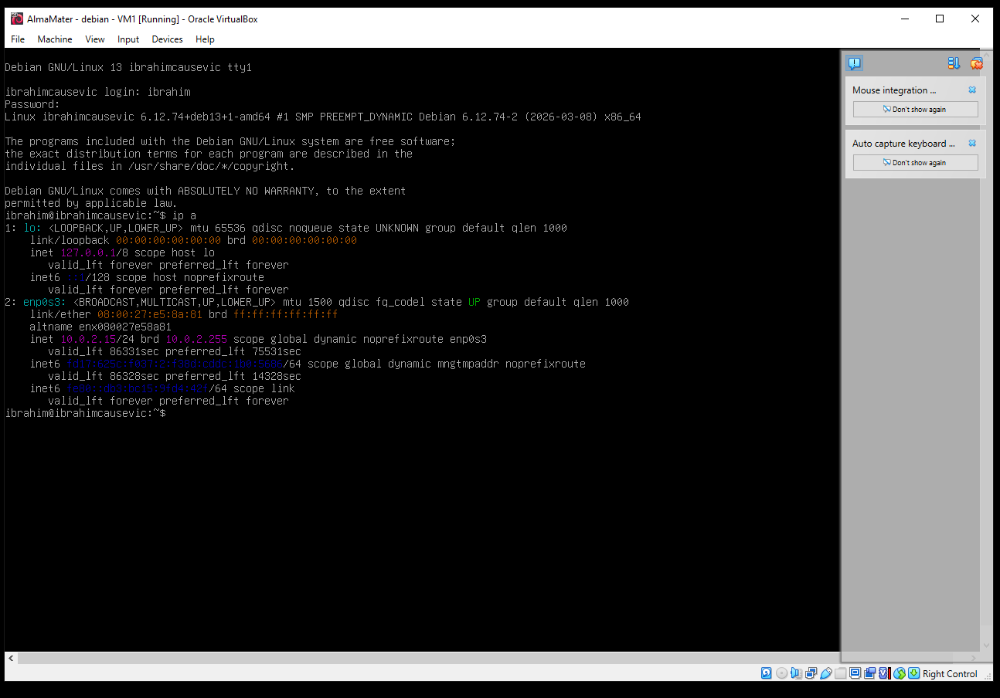 AlmaMater - debian - VM1 [Running] - Oracle VirtualBox
File Machine View Input Devices Help
Debian GNU/Linux 13 ibrahimcausevic tty1
ibrahimcausevic login: ibrahim
Password:
Linux ibrahimcausevic 6.12.74+deb13+1-amd64 #1 SMP PREEMPT_DYNAMIC Debian 6.12.74-2 (2026-03-08) x86_64
The programs included with the Debian GNU/Linux system are free software;
the exact distribution terms for each program are described in the
individual files in /usr/share/doc/*/copyright.
Debian GNU/Linux comes with ABSOLUTELY NO WARRANTY, to the extent
permitted by applicable law.
ibrahim@ibrahimcausevic:~$ ip a
1: lo: <LOOPBACK,UP,LOWER_UP> mtu 65536 qdisc noqueue state UNKNOWN group default qlen 1000
link/loopback 00:00:00:00:00:00 brd 00:00:00:00:00:00
inet 127.0.0.1/8 scope host lo
valid_lft forever preferred_lft forever
inet6 ::1/128 scope host noprefixroute
valid_lft forever preferred_lft forever
2: enp0s3: <BROADCAST,MULTICAST,UP,LOWER_UP> mtu 1500 qdisc fq_codel state UP group default qlen 1000
link/ether 08:00:27:e5:8a:81 brd ff:ff:ff:ff:ff:ff
altname enx080027e58a81
inet 10.0.2.15/24 brd 10.0.2.255 scope global dynamic noprefixroute enp0s3
valid_lft 86331sec preferred_lft 75531sec
inet6 /64 scope global dynamic mngtmpaddr noprefixroute
valid_lft 86328sec preferred_lft 14328sec
inet6 /64 scope link
valid_lft forever preferred_lft forever
ibrahim@ibrahimcausevic:~$
Mouse integration ...
Don't show again
Auto capture keyboard ...
Don't show again
Right Control